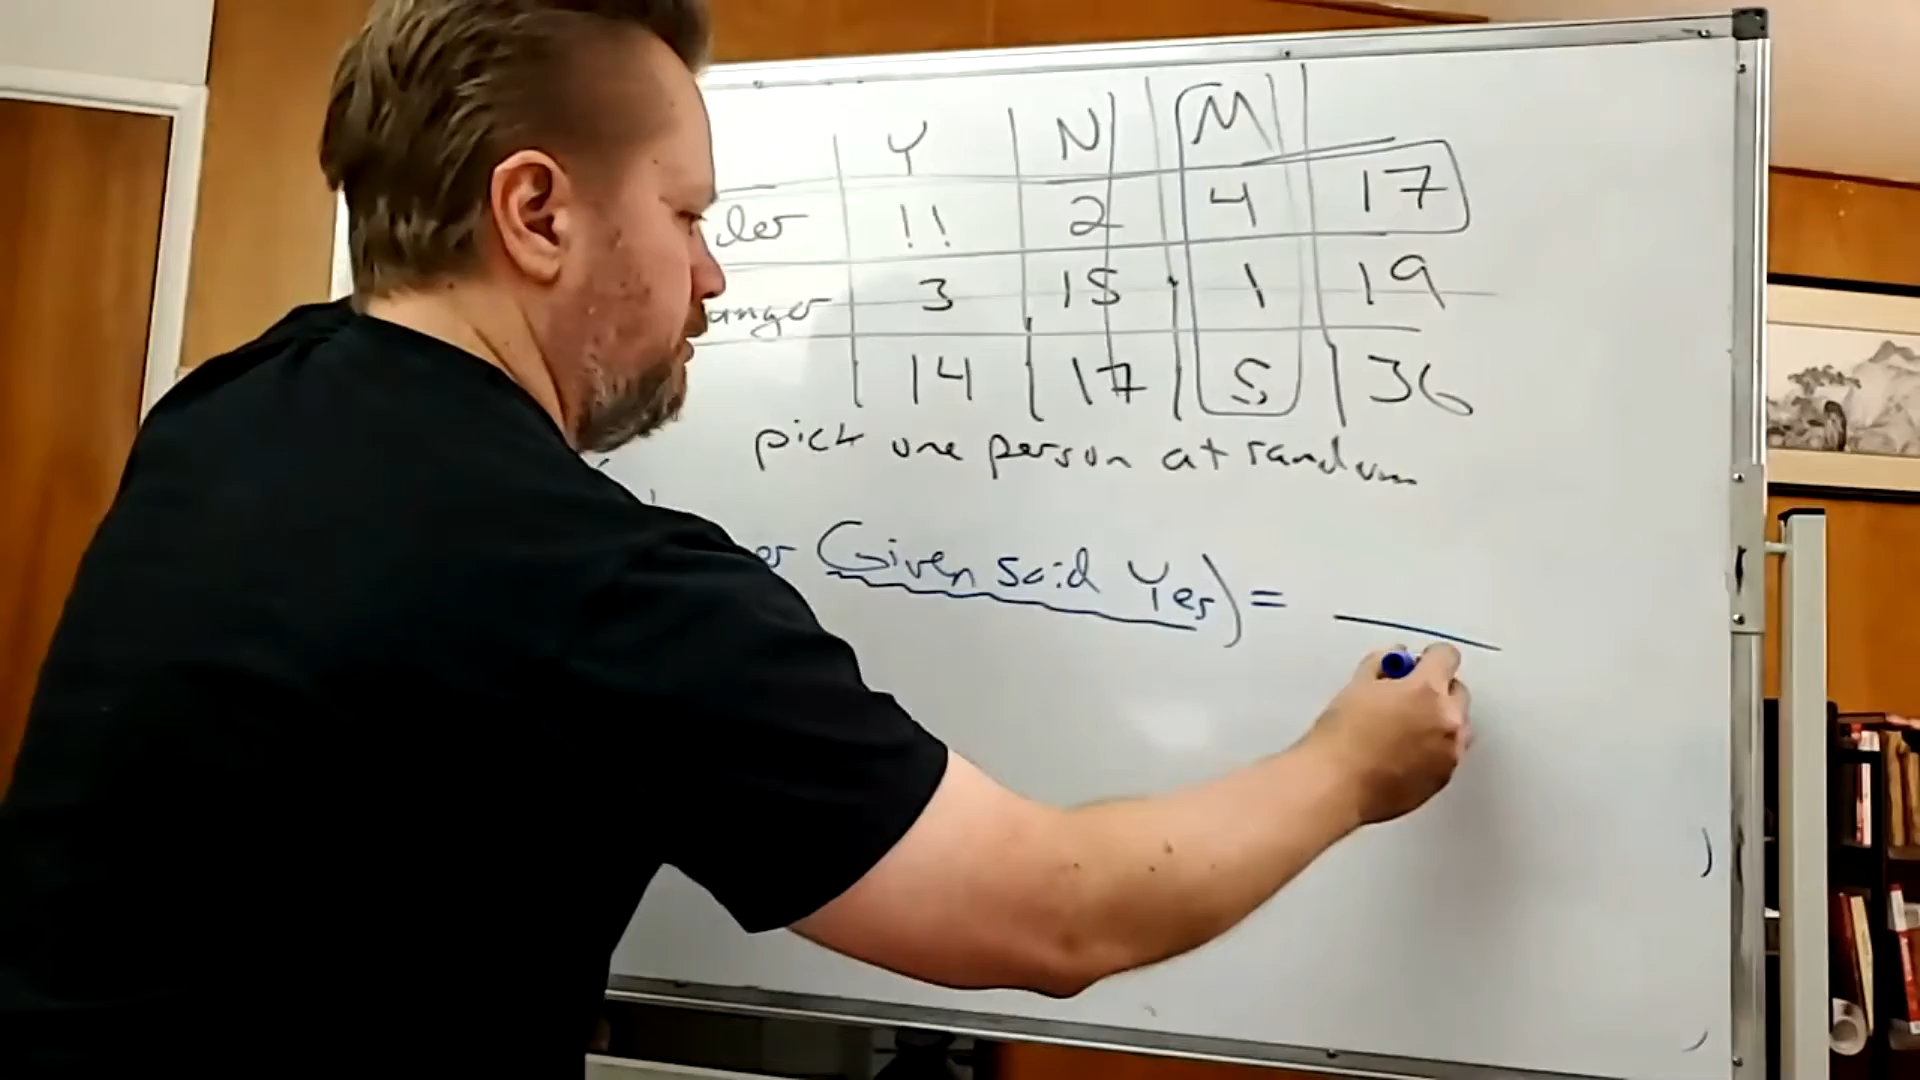 Y N M
der 11 2 4 17
anger 3 15 1 19
14 17 5 36
pick one person at random
er Given said Yes) =